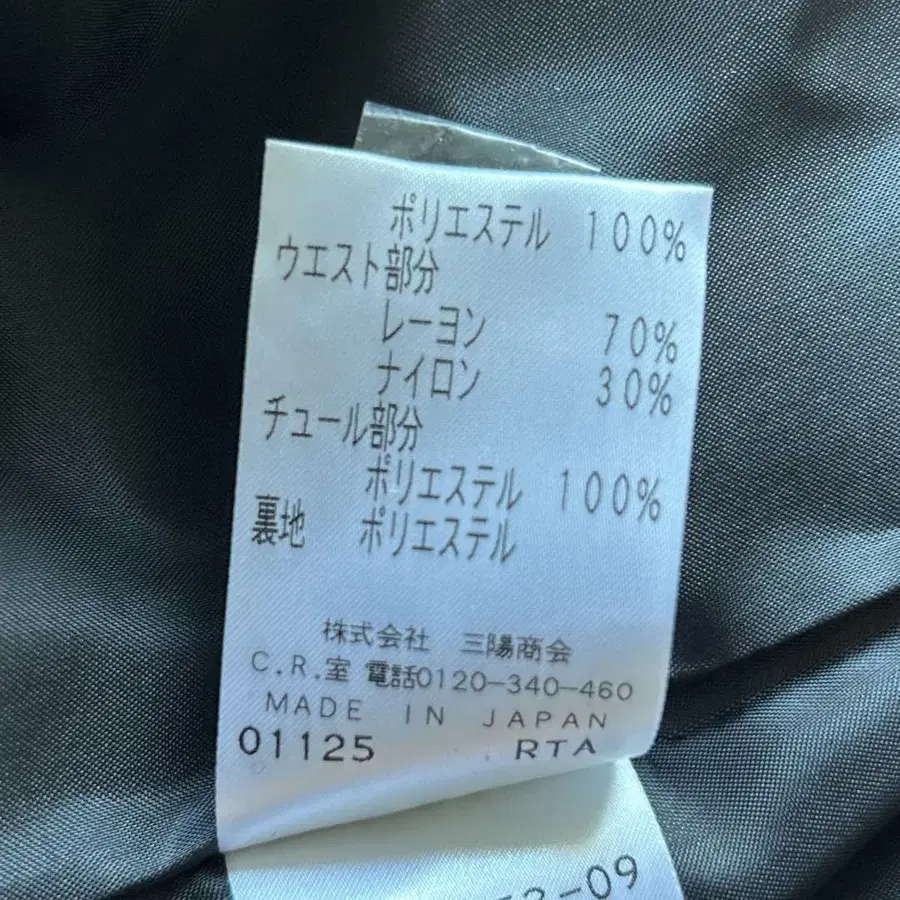 ポリエステル 100%
ウエスト部分
レーヨン 70%
ナイロン 30%
チュール部分
ポリエステル 100%
裏地 ポリエステル
株式会社 三陽商会
C.R.室 電話0120-340-460
MADE IN JAPAN
01125 RTA
-09